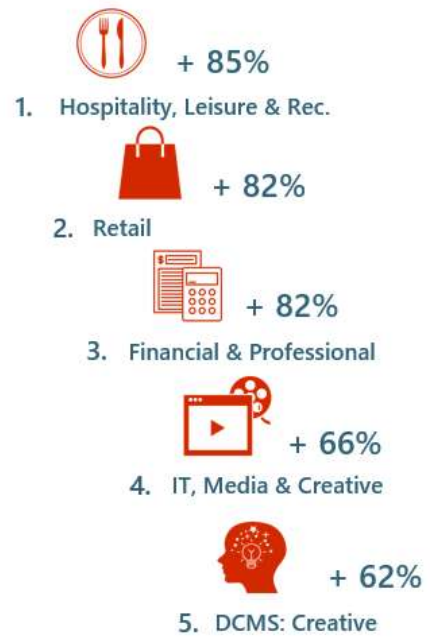 + 85%
1. Hospitality, Leisure & Rec.
+ 82%
2. Retail
$
+ 82%
3. Financial & Professional
+ 66%
4. IT, Media & Creative
+ 62%
5. DCMS: Creative